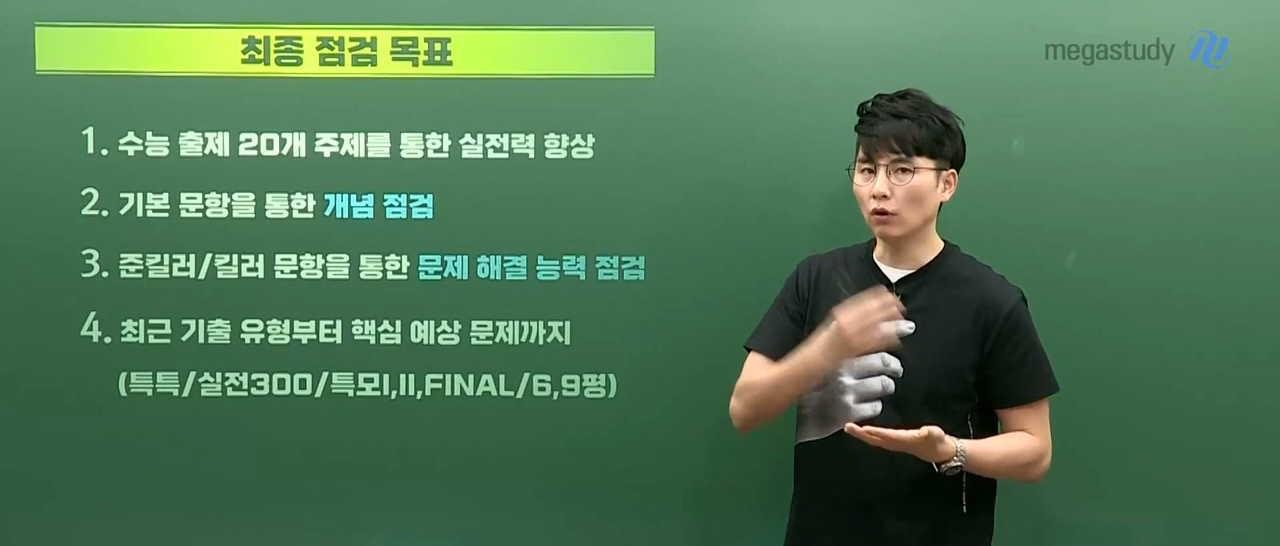 최종 점검 목표
megastudy
1. 수능 출제 20개 주제를 통한 실전력 향상
2. 기본 문항을 통한 개념 점검
3. 준킬러/킬러 문항을 통한 문제 해결 능력 점검
4. 최근 기출 유형부터 핵심 예상 문제까지
(특특/실전300/특모I,II,FINAL/6,9평)